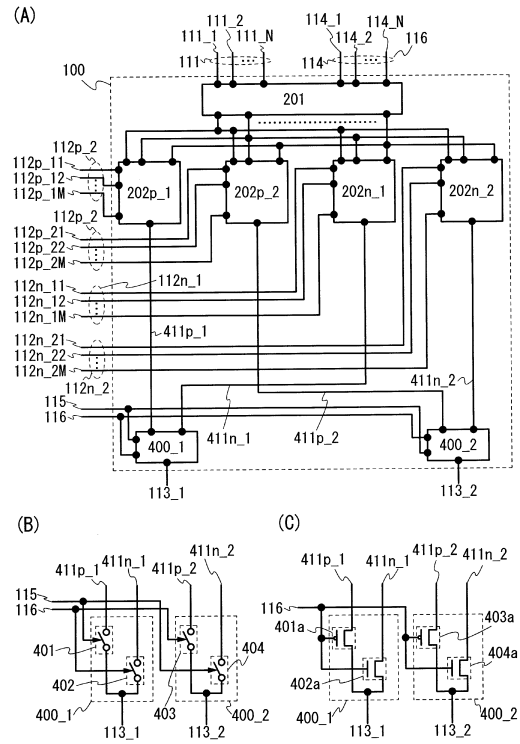 (A)
111_1
111_2
111_N
114_1
114_2
114_N
111
114
116
100
201
112p_2
112p_11
112p_12
112p_1M
202p_1
202p_2
202n_1
202n_2
112p_2
112p_21
112p_22
112p_2M
112n_11
112n_1
112n_12
112n_1M
411p_1
112n_21
112n_22
112n_2M
112n_2
411n_2
115
116
411n_1
411p_2
400_1
400_2
113_1
113_2
(B)
411p_1
411n_1
411p_2
411n_2
115
116
401
402
403
404
400_1
400_2
113_1
113_2
(C)
411p_1
411n_1
411p_2
411n_2
116
401a
403a
402a
404a
400_1
400_2
113_1
113_2